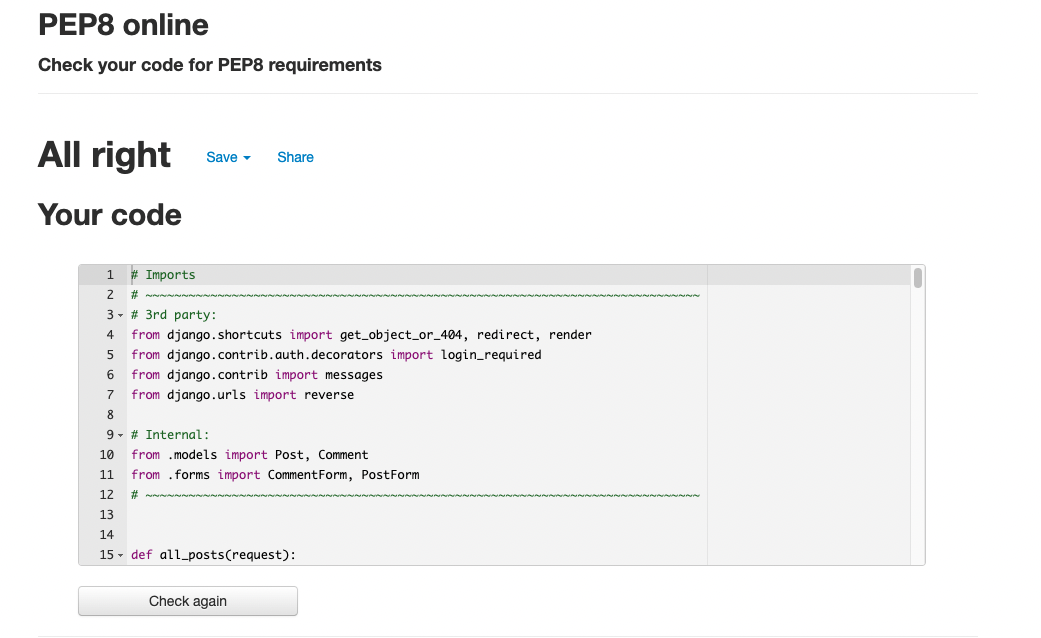 PEP8 online
Check your code for PEP8 requirements
All right Save Share
Your code
1 # Imports
2 # ~~~~~~~~~~~~~~~~~~~~~~~~~~~~~~~~~~~~~~~~~~~~~~~~~~~~~~~~~~~~~~~~~~~~~~~~~~~~~
3 # 3rd party:
4 from django.shortcuts import get_object_or_404, redirect, render
5 from django.contrib.auth.decorators import login_required
6 from django.contrib import messages
7 from django.urls import reverse
8
9 # Internal:
10 from .models import Post, Comment
11 from .forms import CommentForm, PostForm
12 # ~~~~~~~~~~~~~~~~~~~~~~~~~~~~~~~~~~~~~~~~~~~~~~~~~~~~~~~~~~~~~~~~~~~~~~~~~~~~~
13
14
15 def all_posts(request):
Check again